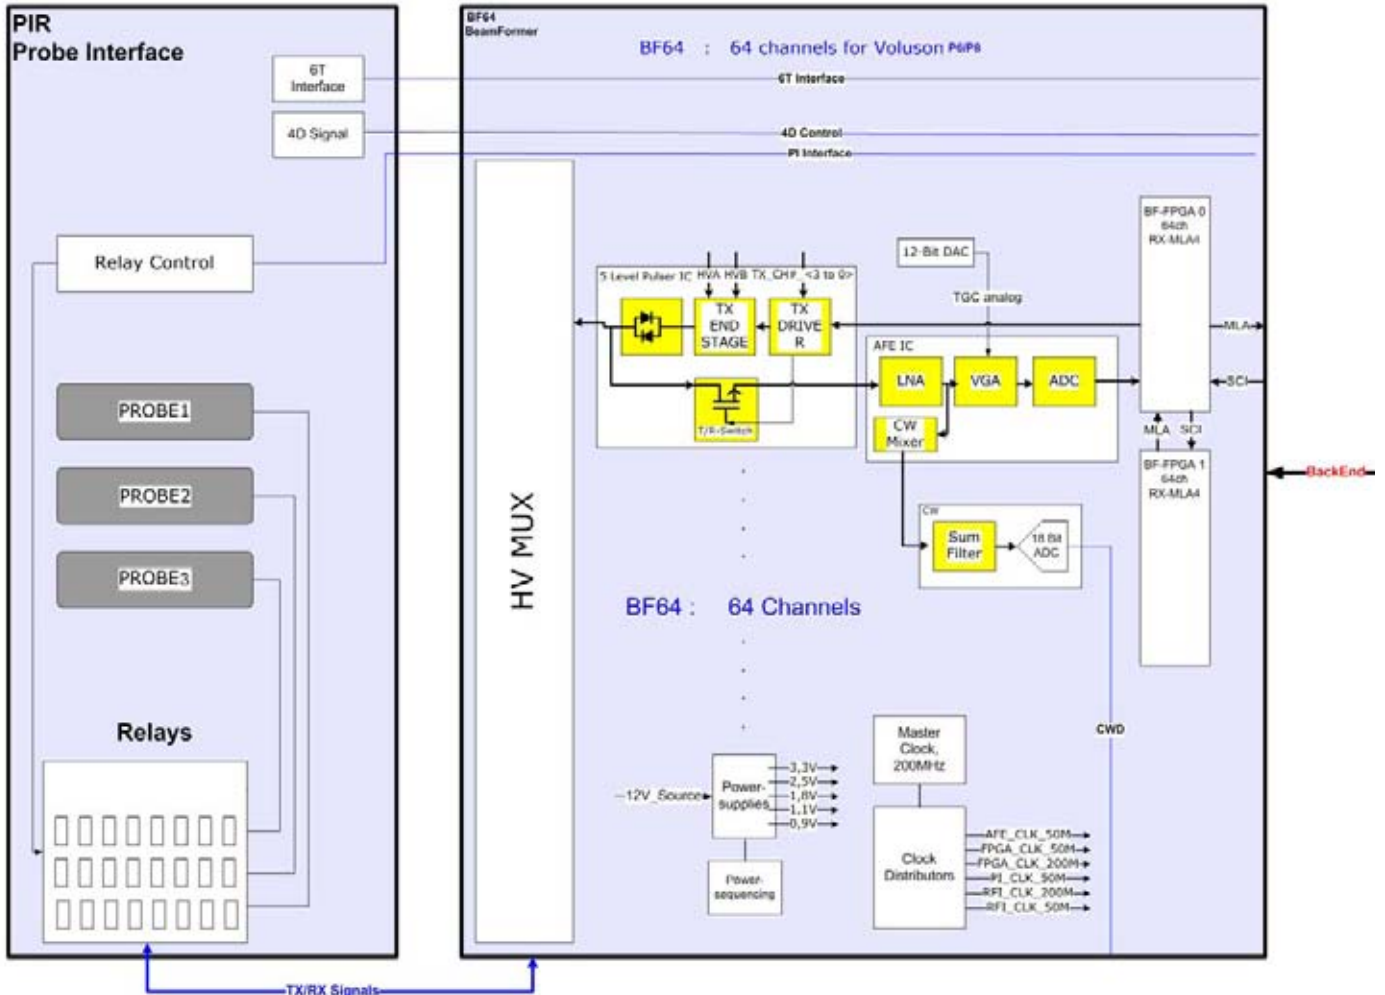 PIR
Probe Interface
6T
Interface
4D Signal
Relay Control
PROBE1
PROBE2
PROBE3
Relays
TX/RX Signals
BF64
BeamFormer
BF64 : 64 channels for Voluson P6/P8
6T Interface
4D Control
PI Interface
HV MUX
5 Level Pulser IC HVA HVB TX_CH#_<3 to 0>
TX
END
STAGE
TX
DRIVE
R
T/R-Switch
12-Bit DAC
TGC analog
AFE IC
LNA
VGA
ADC
CW
Mixer
CW
Sum
Filter
18 Bit
ADC
BF-FPGA 0
64ch
RX-MLA4
MLA
SCI
MLA
SCI
BF-FPGA 1
64ch
RX-MLA4
BackEnd
BF64 : 64 Channels
CWD
12V_Source
Power-
supplies
3,3V
2,5V
1,8V
1,1V
0,9V
Power-
sequencing
Master
Clock,
200MHz
Clock
Distributors
AFE_CLK_50M
FPGA_CLK_50M
FPGA_CLK_200M
PI_CLK_50M
RFI_CLK_200M
RFI_CLK_50M